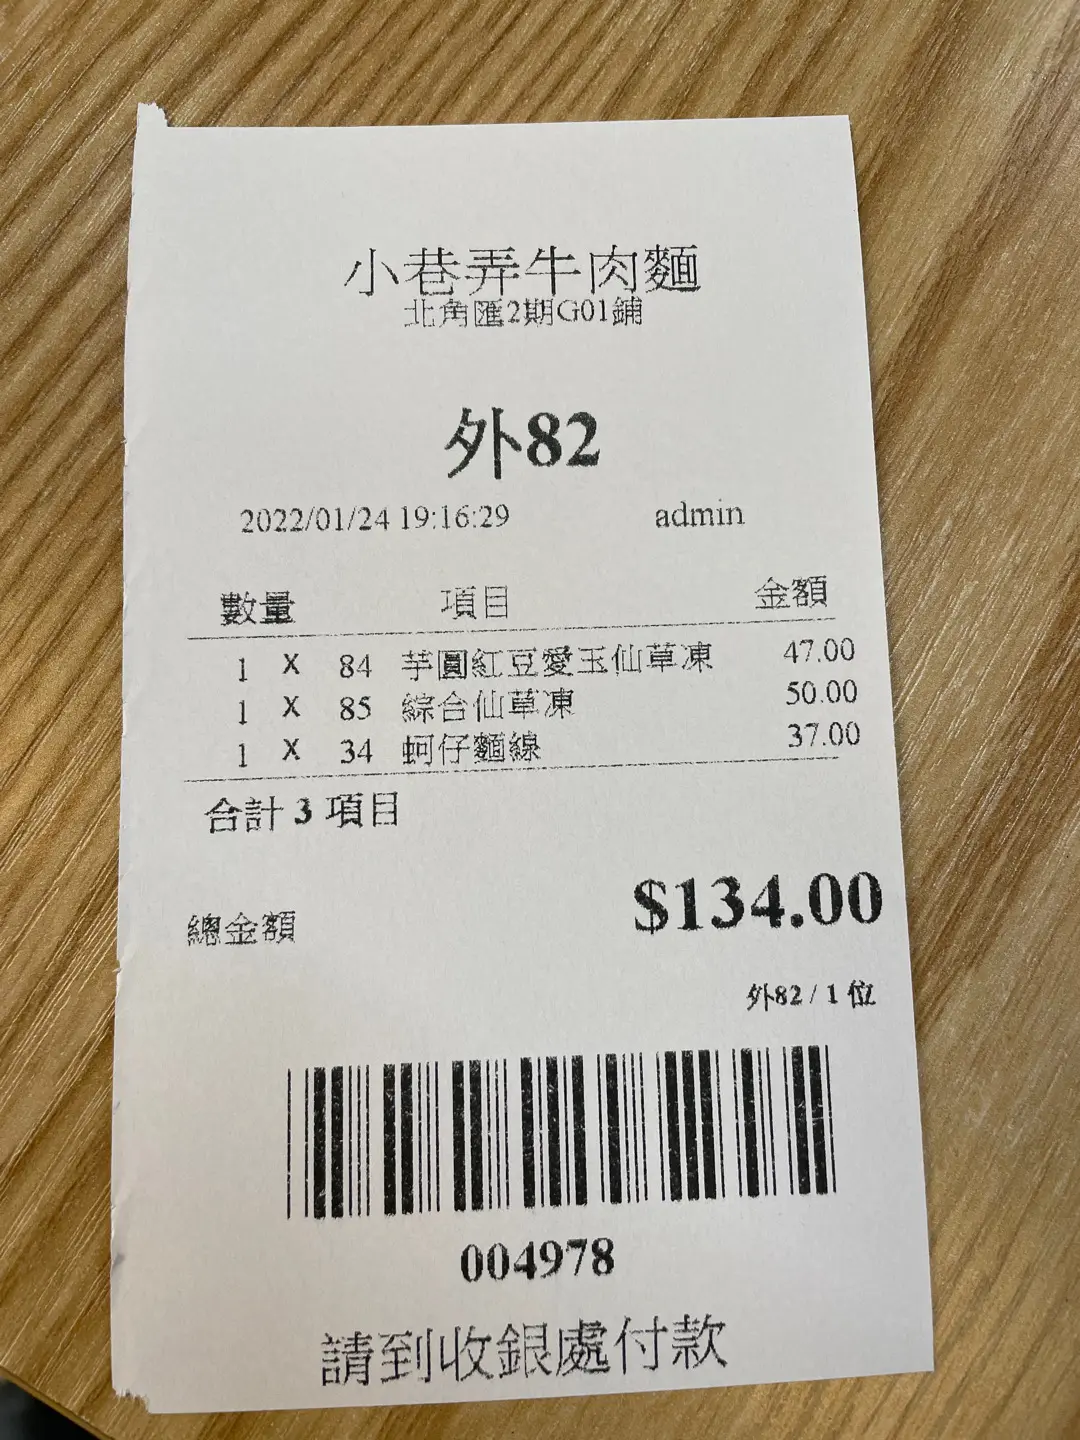 小巷弄牛肉麵
北角匯2期G01鋪
外82
2022/01/24 19:16:29 admin
數量 項目 金額
1 X 84 芋圓紅豆愛玉仙草凍 47.00
1 X 85 綜合仙草凍 50.00
1 X 34 蚵仔麵線 37.00
合計 3 項目
總金額 $134.00
外82 / 1 位
004978
請到收銀處付款